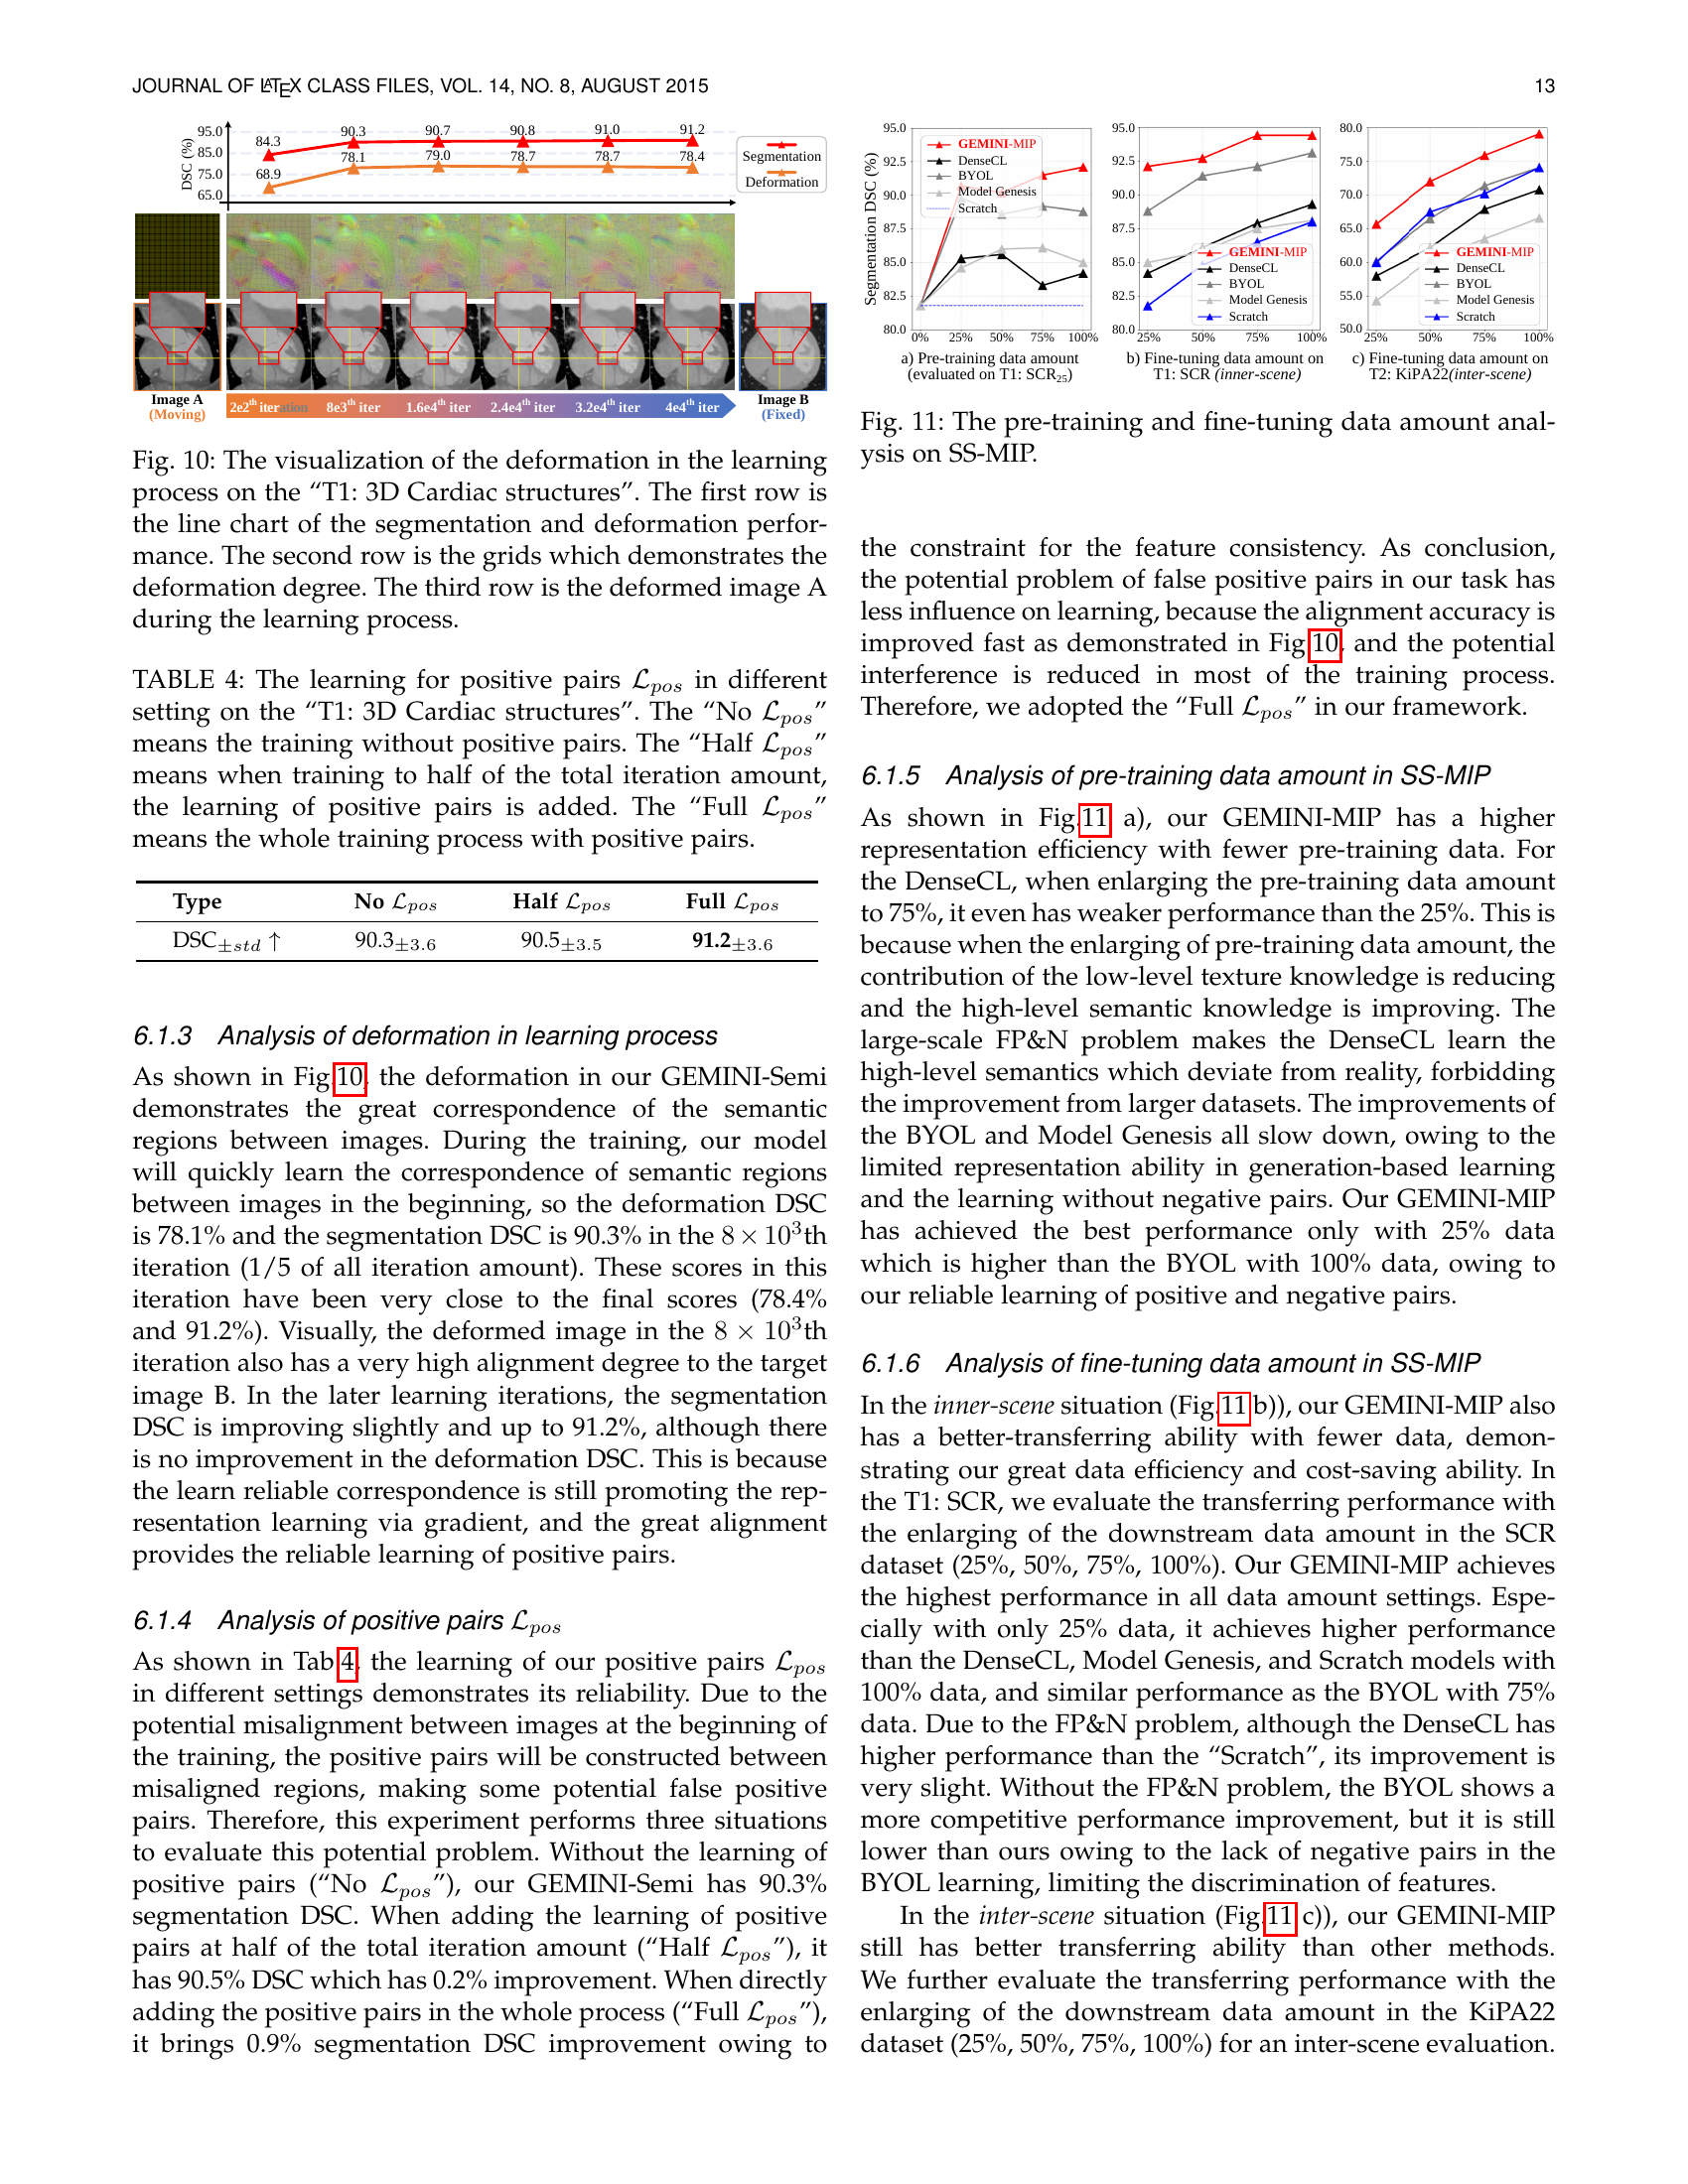 JOURNAL OF LATEX CLASS FILES, VOL. 14, NO. 8, AUGUST 2015
13
DSC (%)
95.0
85.0
75.0
65.0
84.3
90.3
90.7
90.8
91.0
91.2
68.9
78.1
79.0
78.7
78.7
78.4
Segmentation
Deformation
Image A
(Moving)
2e2th iteration
8e3th iter
1.6e4th iter
2.4e4th iter
3.2e4th iter
4e4th iter
Image B
(Fixed)
Fig. 10: The visualization of the deformation in the learning
process on the “T1: 3D Cardiac structures”. The first row is
the line chart of the segmentation and deformation perfor-
mance. The second row is the grids which demonstrates the
deformation degree. The third row is the deformed image A
during the learning process.
TABLE 4: The learning for positive pairs ℒpos in different
setting on the “T1: 3D Cardiac structures”. The “No ℒpos”
means the training without positive pairs. The “Half ℒpos”
means when training to half of the total iteration amount,
the learning of positive pairs is added. The “Full ℒpos”
means the whole training process with positive pairs.
Type No ℒpos Half ℒpos Full ℒpos
DSC±std ↑ 90.3±3.6 90.5±3.5 91.2±3.6
6.1.3 Analysis of deformation in learning process
As shown in Fig.10, the deformation in our GEMINI-Semi
demonstrates the great correspondence of the semantic
regions between images. During the training, our model
will quickly learn the correspondence of semantic regions
between images in the beginning, so the deformation DSC
is 78.1% and the segmentation DSC is 90.3% in the 8 × 10³th
iteration (1/5 of all iteration amount). These scores in this
iteration have been very close to the final scores (78.4%
and 91.2%). Visually, the deformed image in the 8 × 10³th
iteration also has a very high alignment degree to the target
image B. In the later learning iterations, the segmentation
DSC is improving slightly and up to 91.2%, although there
is no improvement in the deformation DSC. This is because
the learn reliable correspondence is still promoting the rep-
resentation learning via gradient, and the great alignment
provides the reliable learning of positive pairs.
6.1.4 Analysis of positive pairs ℒpos
As shown in Tab.4, the learning of our positive pairs ℒpos
in different settings demonstrates its reliability. Due to the
potential misalignment between images at the beginning of
the training, the positive pairs will be constructed between
misaligned regions, making some potential false positive
pairs. Therefore, this experiment performs three situations
to evaluate this potential problem. Without the learning of
positive pairs (“No ℒpos”), our GEMINI-Semi has 90.3%
segmentation DSC. When adding the learning of positive
pairs at half of the total iteration amount (“Half ℒpos”), it
has 90.5% DSC which has 0.2% improvement. When directly
adding the positive pairs in the whole process (“Full ℒpos”),
it brings 0.9% segmentation DSC improvement owing to
Segmentation DSC (%)
95.0
92.5
90.0
87.5
85.0
82.5
80.0
GEMINI-MIP
DenseCL
BYOL
Model Genesis
Scratch
0% 25% 50% 75% 100%
a) Pre-training data amount
(evaluated on T1: SCR25)
95.0
92.5
90.0
87.5
85.0
82.5
80.0
GEMINI-MIP
DenseCL
BYOL
Model Genesis
Scratch
25% 50% 75% 100%
b) Fine-tuning data amount on
T1: SCR (inner-scene)
80.0
75.0
70.0
65.0
60.0
55.0
50.0
GEMINI-MIP
DenseCL
BYOL
Model Genesis
Scratch
25% 50% 75% 100%
c) Fine-tuning data amount on
T2: KiPA22(inter-scene)
Fig. 11: The pre-training and fine-tuning data amount anal-
ysis on SS-MIP.
the constraint for the feature consistency. As conclusion,
the potential problem of false positive pairs in our task has
less influence on learning, because the alignment accuracy is
improved fast as demonstrated in Fig.10, and the potential
interference is reduced in most of the training process.
Therefore, we adopted the “Full ℒpos” in our framework.
6.1.5 Analysis of pre-training data amount in SS-MIP
As shown in Fig.11 a), our GEMINI-MIP has a higher
representation efficiency with fewer pre-training data. For
the DenseCL, when enlarging the pre-training data amount
to 75%, it even has weaker performance than the 25%. This is
because when the enlarging of pre-training data amount, the
contribution of the low-level texture knowledge is reducing
and the high-level semantic knowledge is improving. The
large-scale FP&N problem makes the DenseCL learn the
high-level semantics which deviate from reality, forbidding
the improvement from larger datasets. The improvements of
the BYOL and Model Genesis all slow down, owing to the
limited representation ability in generation-based learning
and the learning without negative pairs. Our GEMINI-MIP
has achieved the best performance only with 25% data
which is higher than the BYOL with 100% data, owing to
our reliable learning of positive and negative pairs.
6.1.6 Analysis of fine-tuning data amount in SS-MIP
In the inner-scene situation (Fig.11 b)), our GEMINI-MIP also
has a better-transferring ability with fewer data, demon-
strating our great data efficiency and cost-saving ability. In
the T1: SCR, we evaluate the transferring performance with
the enlarging of the downstream data amount in the SCR
dataset (25%, 50%, 75%, 100%). Our GEMINI-MIP achieves
the highest performance in all data amount settings. Espe-
cially with only 25% data, it achieves higher performance
than the DenseCL, Model Genesis, and Scratch models with
100% data, and similar performance as the BYOL with 75%
data. Due to the FP&N problem, although the DenseCL has
higher performance than the “Scratch”, its improvement is
very slight. Without the FP&N problem, the BYOL shows a
more competitive performance improvement, but it is still
lower than ours owing to the lack of negative pairs in the
BYOL learning, limiting the discrimination of features.
In the inter-scene situation (Fig.11 c)), our GEMINI-MIP
still has better transferring ability than other methods.
We further evaluate the transferring performance with the
enlarging of the downstream data amount in the KiPA22
dataset (25%, 50%, 75%, 100%) for an inter-scene evaluation.